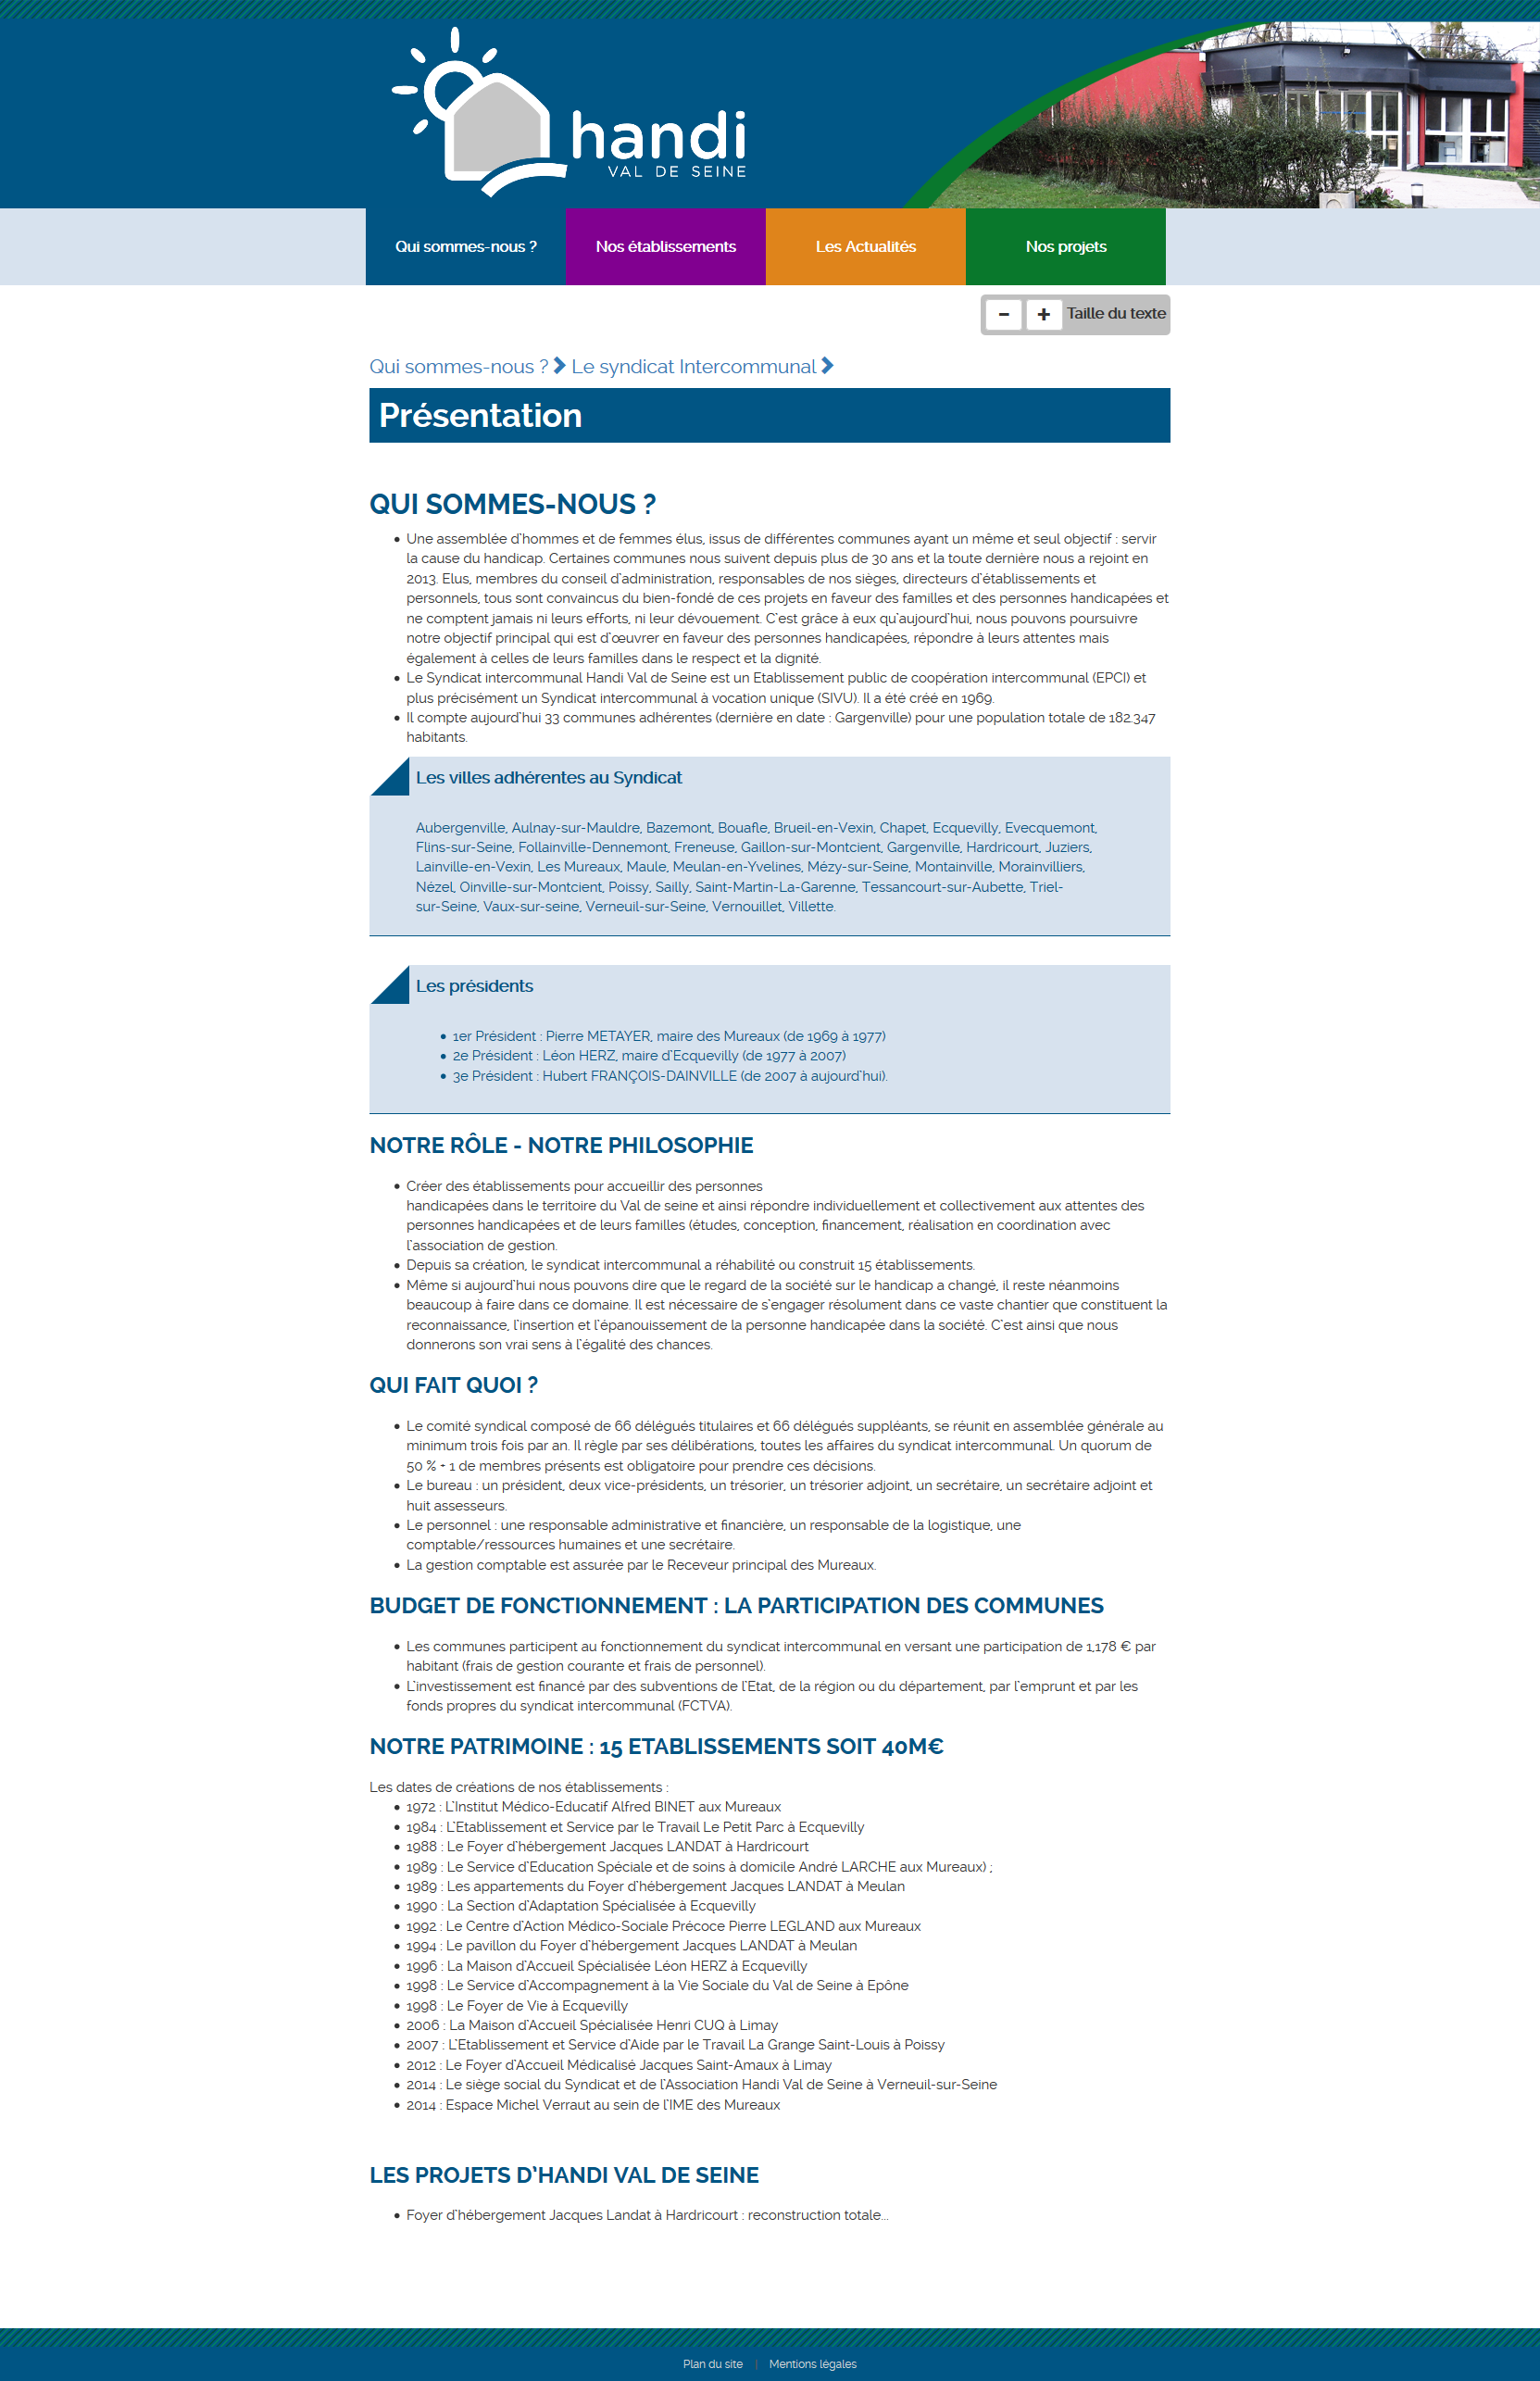 handi
VAL DE SEINE
Qui sommes-nous ?
Nos établissements
Les Actualités
Nos projets
- + Taille du texte
Qui sommes-nous ? Le syndicat Intercommunal
Présentation
QUI SOMMES-NOUS ?
• Une assemblée d'hommes et de femmes élus, issus de différentes communes ayant un même et seul objectif : servir
la cause du handicap. Certaines communes nous suivent depuis plus de 30 ans et la toute dernière nous a rejoint en
2013. Elus, membres du conseil d'administration, responsables de nos sièges, directeurs d'établissements et
personnels, tous sont convaincus du bien-fondé de ces projets en faveur des familles et des personnes handicapées et
ne comptent jamais ni leurs efforts, ni leur dévouement. C'est grâce à eux qu'aujourd'hui, nous pouvons poursuivre
notre objectif principal qui est d'œuvrer en faveur des personnes handicapées, répondre à leurs attentes mais
également à celles de leurs familles dans le respect et la dignité.
• Le Syndicat intercommunal Handi Val de Seine est un Etablissement public de coopération intercommunal (EPCI) et
plus précisément un Syndicat intercommunal à vocation unique (SIVU). Il a été créé en 1969.
• Il compte aujourd'hui 33 communes adhérentes (dernière en date : Gargenville) pour une population totale de 182.347
habitants.
Les villes adhérentes au Syndicat
Aubergenville, Aulnay-sur-Mauldre, Bazemont, Bouafle, Brueil-en-Vexin, Chapet, Ecquevilly, Evecquemont,
Flins-sur-Seine, Follainville-Dennemont, Freneuse, Gaillon-sur-Montcient, Gargenville, Hardricourt, Juziers,
Lainville-en-Vexin, Les Mureaux, Maule, Meulan-en-Yvelines, Mézy-sur-Seine, Montainville, Morainvilliers,
Nézel, Oinville-sur-Montcient, Poissy, Sailly, Saint-Martin-La-Garenne, Tessancourt-sur-Aubette, Triel-
sur-Seine, Vaux-sur-seine, Verneuil-sur-Seine, Vernouillet, Villette.
Les présidents
• 1er Président : Pierre METAYER, maire des Mureaux (de 1969 à 1977)
• 2e Président : Léon HERZ, maire d'Ecquevilly (de 1977 à 2007)
• 3e Président : Hubert FRANÇOIS-DAINVILLE (de 2007 à aujourd'hui).
NOTRE RÔLE - NOTRE PHILOSOPHIE
• Créer des établissements pour accueillir des personnes
handicapées dans le territoire du Val de seine et ainsi répondre individuellement et collectivement aux attentes des
personnes handicapées et de leurs familles (études, conception, financement, réalisation en coordination avec
l'association de gestion.
• Depuis sa création, le syndicat intercommunal a réhabilité ou construit 15 établissements.
• Même si aujourd'hui nous pouvons dire que le regard de la société sur le handicap a changé, il reste néanmoins
beaucoup à faire dans ce domaine. Il est nécessaire de s'engager résolument dans ce vaste chantier que constituent la
reconnaissance, l'insertion et l'épanouissement de la personne handicapée dans la société. C'est ainsi que nous
donnerons son vrai sens à l'égalité des chances.
QUI FAIT QUOI ?
• Le comité syndical composé de 66 délégués titulaires et 66 délégués suppléants, se réunit en assemblée générale au
minimum trois fois par an. Il règle par ses délibérations, toutes les affaires du syndicat intercommunal. Un quorum de
50 % + 1 de membres présents est obligatoire pour prendre ces décisions.
• Le bureau : un président, deux vice-présidents, un trésorier, un trésorier adjoint, un secrétaire, un secrétaire adjoint et
huit assesseurs.
• Le personnel : une responsable administrative et financière, un responsable de la logistique, une
comptable/ressources humaines et une secrétaire.
• La gestion comptable est assurée par le Receveur principal des Mureaux.
BUDGET DE FONCTIONNEMENT : LA PARTICIPATION DES COMMUNES
• Les communes participent au fonctionnement du syndicat intercommunal en versant une participation de 1,178 € par
habitant (frais de gestion courante et frais de personnel).
• L'investissement est financé par des subventions de l'Etat, de la région ou du département, par l'emprunt et par les
fonds propres du syndicat intercommunal (FCTVA).
NOTRE PATRIMOINE : 15 ETABLISSEMENTS SOIT 40M€
Les dates de créations de nos établissements :
• 1972 : L'Institut Médico-Educatif Alfred BINET aux Mureaux
• 1984 : L'Etablissement et Service par le Travail Le Petit Parc à Ecquevilly
• 1988 : Le Foyer d'hébergement Jacques LANDAT à Hardricourt
• 1989 : Le Service d'Education Spéciale et de soins à domicile André LARCHE aux Mureaux) ;
• 1989 : Les appartements du Foyer d'hébergement Jacques LANDAT à Meulan
• 1990 : La Section d'Adaptation Spécialisée à Ecquevilly
• 1992 : Le Centre d'Action Médico-Sociale Précoce Pierre LEGLAND aux Mureaux
• 1994 : Le pavillon du Foyer d'hébergement Jacques LANDAT à Meulan
• 1996 : La Maison d'Accueil Spécialisée Léon HERZ à Ecquevilly
• 1998 : Le Service d'Accompagnement à la Vie Sociale du Val de Seine à Epône
• 1998 : Le Foyer de Vie à Ecquevilly
• 2006 : La Maison d'Accueil Spécialisée Henri CUQ à Limay
• 2007 : L'Etablissement et Service d'Aide par le Travail La Grange Saint-Louis à Poissy
• 2012 : Le Foyer d'Accueil Médicalisé Jacques Saint-Amaux à Limay
• 2014 : Le siège social du Syndicat et de l'Association Handi Val de Seine à Verneuil-sur-Seine
• 2014 : Espace Michel Verraut au sein de l'IME des Mureaux
LES PROJETS D'HANDI VAL DE SEINE
• Foyer d'hébergement Jacques Landat à Hardricourt : reconstruction totale...
Plan du site | Mentions légales